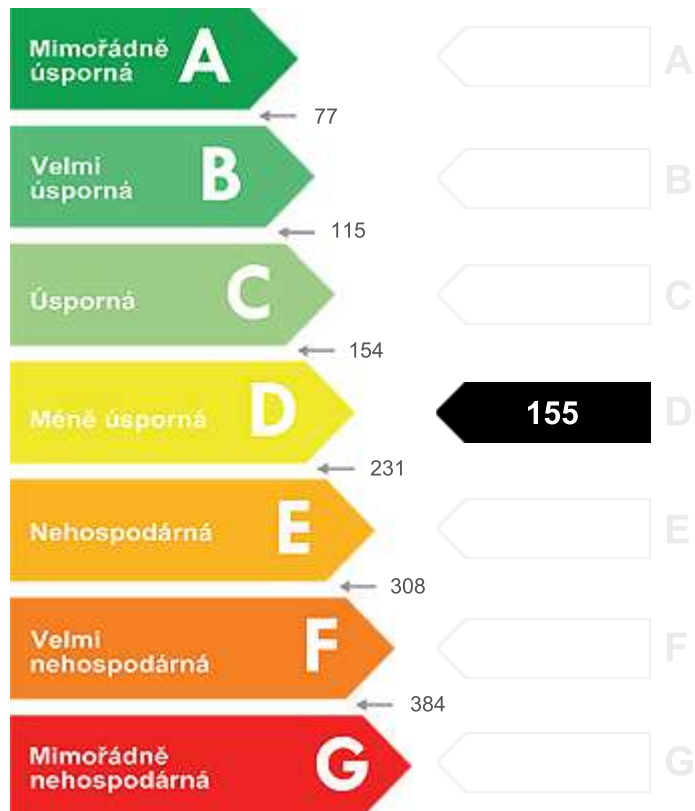 Mimořádně
úsporná
A
A
77
Velmi
úsporná
B
B
115
Úsporná
C
C
154
Méně úsporná
D
155
D
231
Nehospodárná
E
E
308
Velmi
nehospodárná
F
F
384
Mimořádně
nehospodárná
G
G